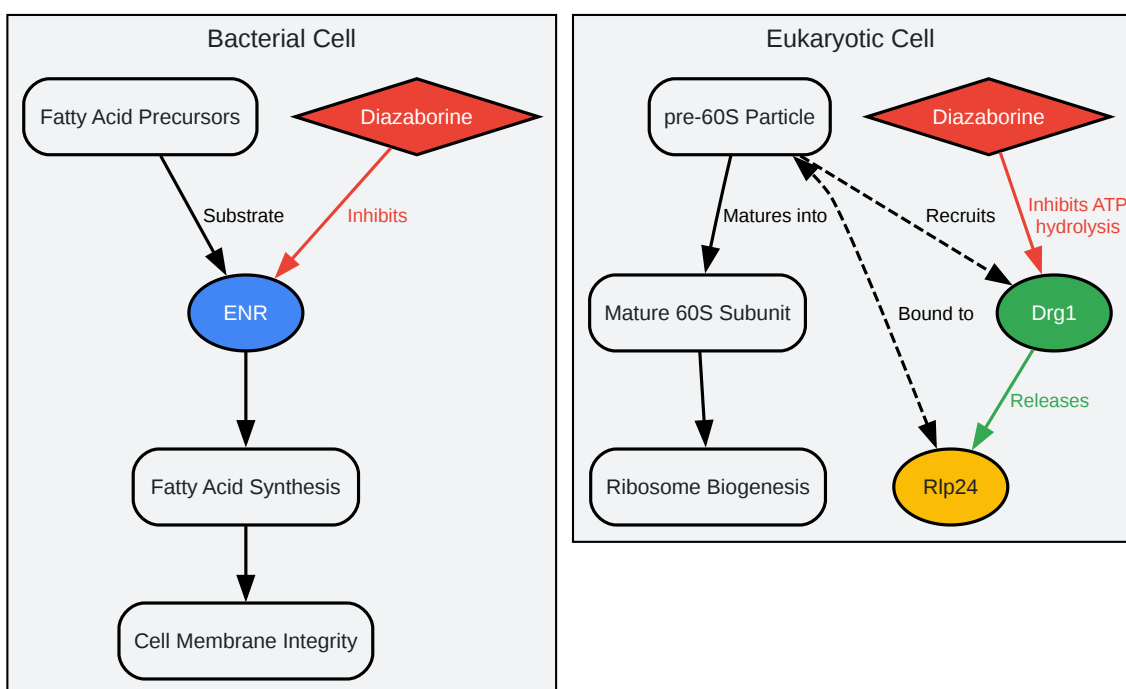 Bacterial Cell
Fatty Acid Precursors
Diazaborine
Substrate
Inhibits
ENR
Fatty Acid Synthesis
Cell Membrane Integrity
Eukaryotic Cell
pre-60S Particle
Diazaborine
Matures into
Recruits
Inhibits ATP
hydrolysis
Mature 60S Subunit
Bound to
Drg1
Releases
Ribosome Biogenesis
Rlp24